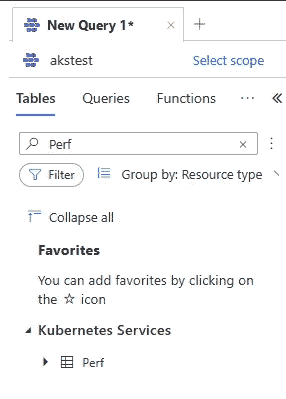 New Query 1*
akstest Select scope
Tables Queries Functions
Perf
Filter Group by: Resource type
Collapse all
Favorites
You can add favorites by clicking on
the ☆ icon
Kubernetes Services
Perf